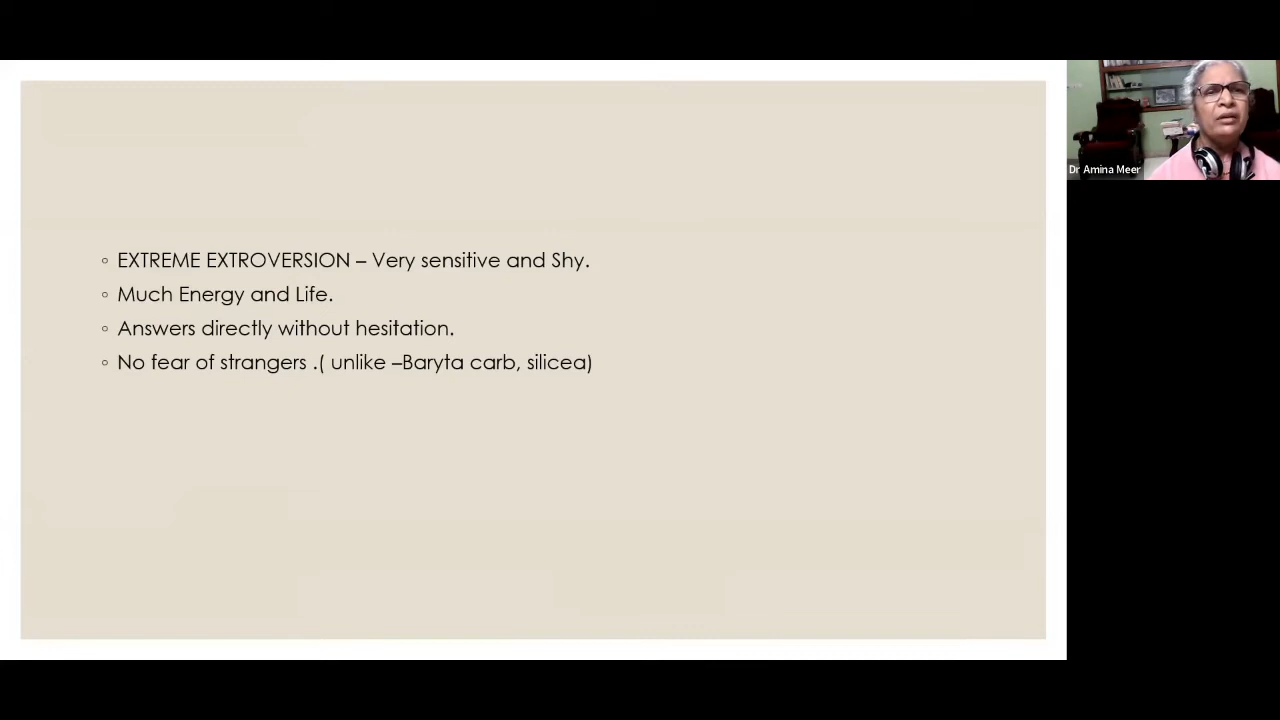 EXTREME EXTROVERSION – Very sensitive and Shy.
Much Energy and Life.
Answers directly without hesitation.
No fear of strangers .( unlike –Baryta carb, silicea)
Dr Amina Meer